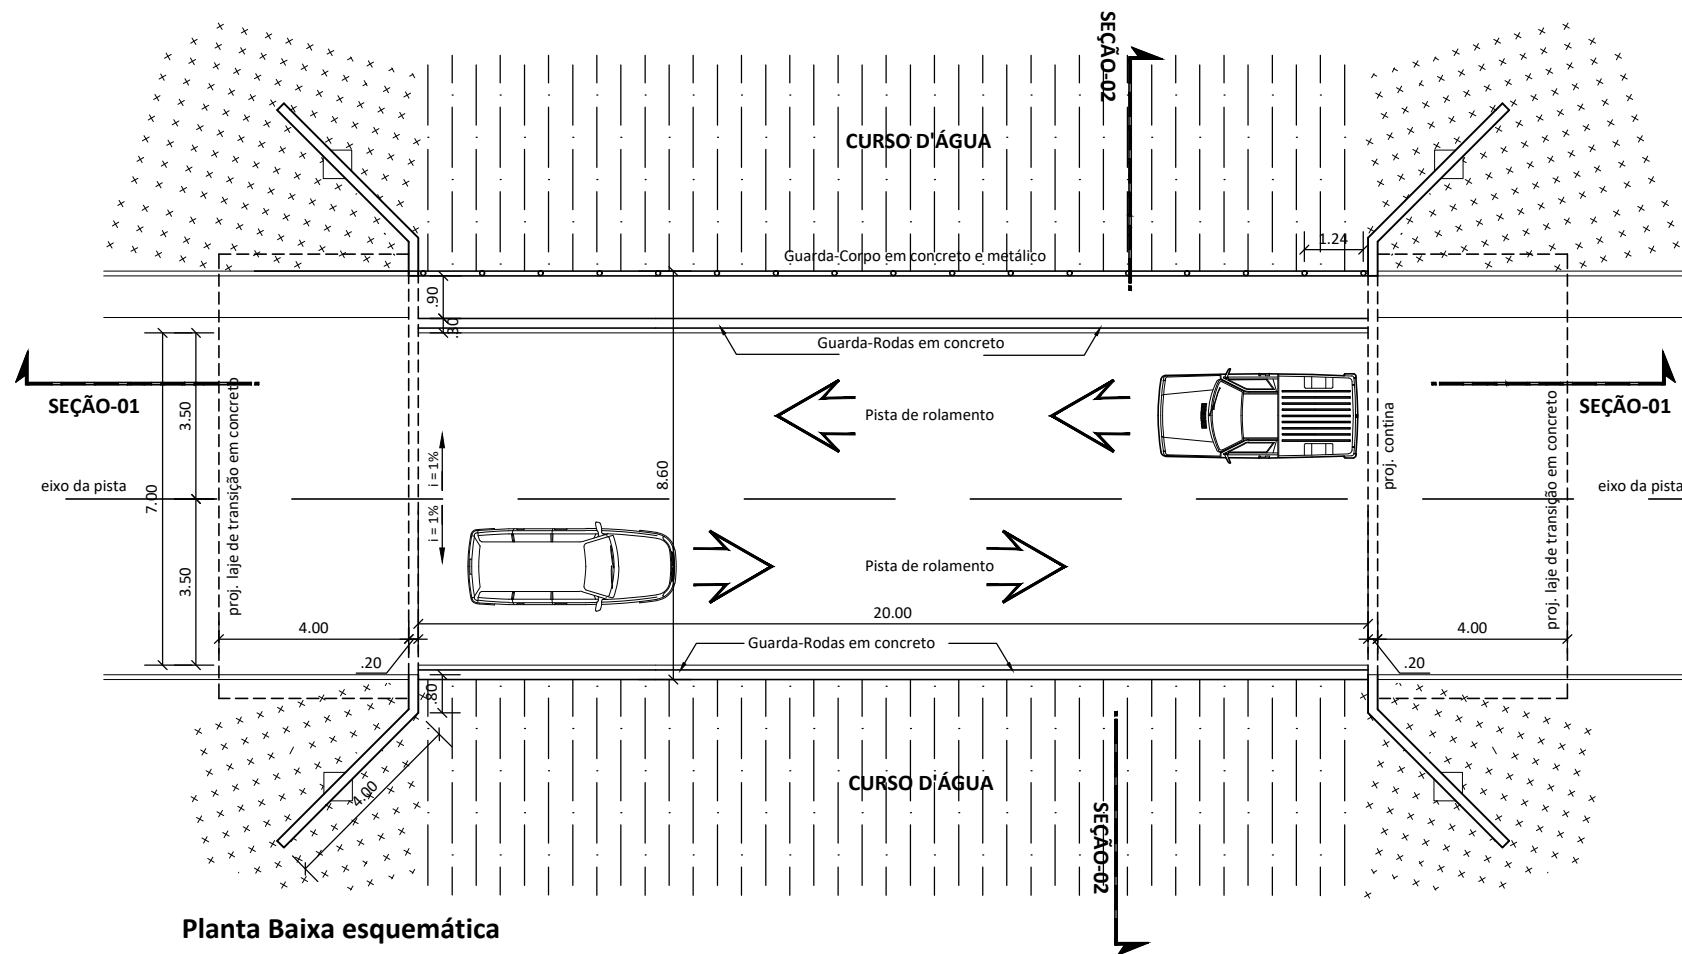 SEÇÃO-02
CURSO D'ÁGUA
Guarda-Corpo em concreto e metálico
1.24
.90
.30
Guarda-Rodas em concreto
SEÇÃO-01
SEÇÃO-01
3.50
proj. laje de transição em concreto
Pista de rolamento
proj. contina
proj. laje de transição em concreto
i = 1%
8.60
eixo da pista
eixo da pista
7.00
i = 1%
3.50
Pista de rolamento
20.00
4.00
4.00
Guarda-Rodas em concreto
.20
.20
.80
4.00
CURSO D'ÁGUA
SEÇÃO-02
Planta Baixa esquemática